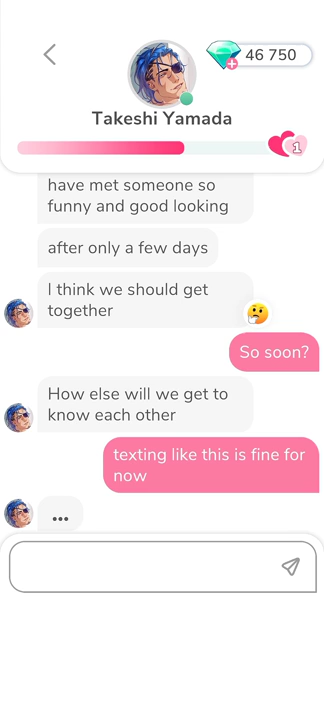 46 750
Takeshi Yamada
1
have met someone so
funny and good looking
after only a few days
I think we should get
together
So soon?
How else will we get to
know each other
texting like this is fine for
now
...